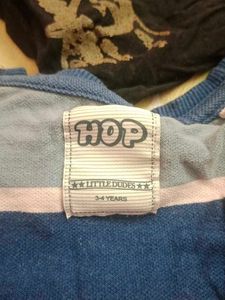 HOP
★★ LITTLE DUDES ★★
3-4 YEARS